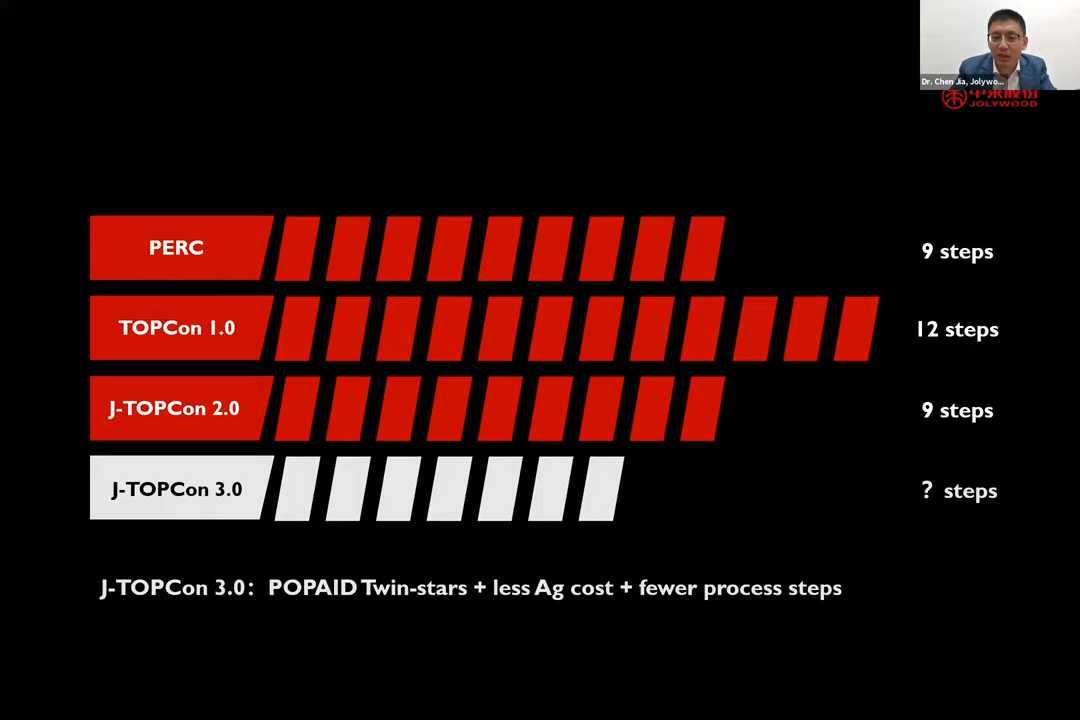 Dr. Chen Jia, Jolywo...
JOLYWOOD
PERC
9 steps
TOPCon 1.0
12 steps
J-TOPCon 2.0
9 steps
J-TOPCon 3.0
? steps
J-TOPCon 3.0： POPAID Twin-stars + less Ag cost + fewer process steps